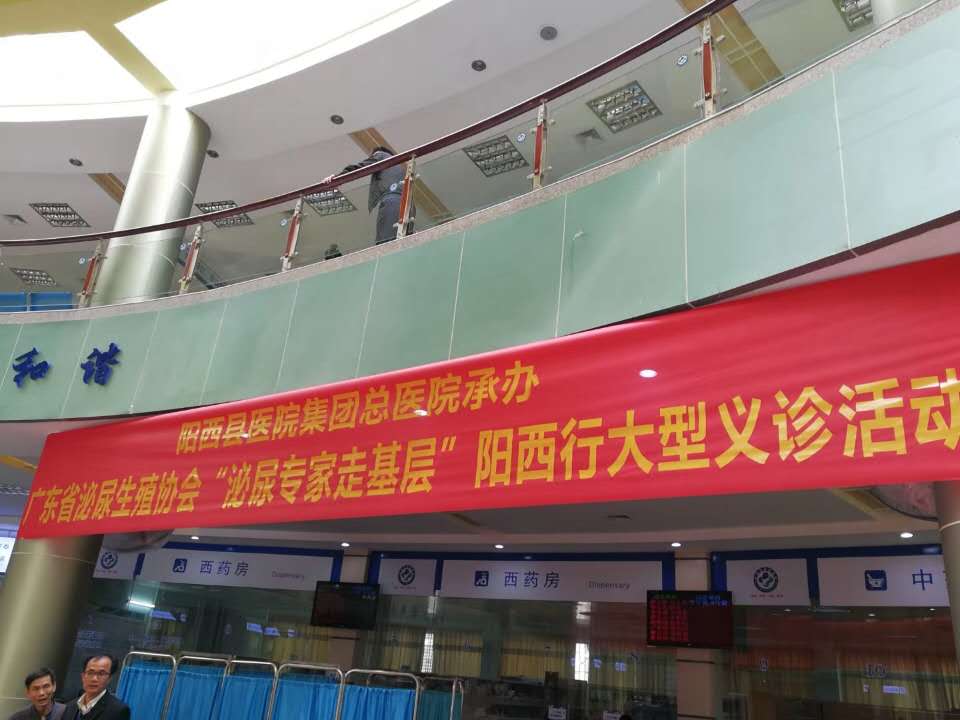 和谐
阳西县医院集团总医院承办
广东省泌尿生殖协会“泌尿专家走基层”阳西行大型义诊活动
西药房 Dispensary
西药房 Dispensary
中